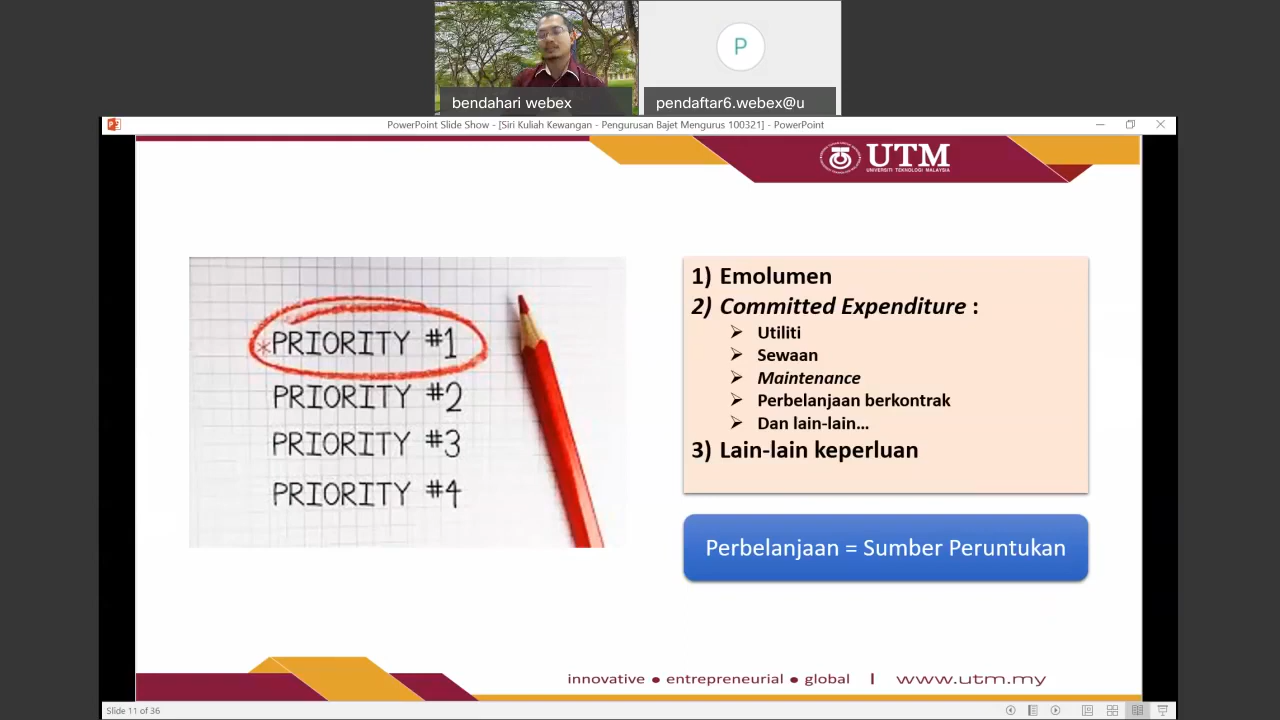 bendahari webex
P
pendaftar6.webex@u
PowerPoint Slide Show - [Siri Kuliah Kewangan - Pengurusan Bajet Mengurus 100321] - PowerPoint
UTM
UNIVERSITI TEKNOLOGI MALAYSIA
*PRIORITY #1
PRIORITY #2
PRIORITY #3
PRIORITY #4
1) Emolumen
2) Committed Expenditure :
➢ Utiliti
➢ Sewaan
➢ Maintenance
➢ Perbelanjaan berkontrak
➢ Dan lain-lain...
3) Lain-lain keperluan
Perbelanjaan = Sumber Peruntukan
innovative ● entrepreneurial ● global | www.utm.my
Slide 11 of 36